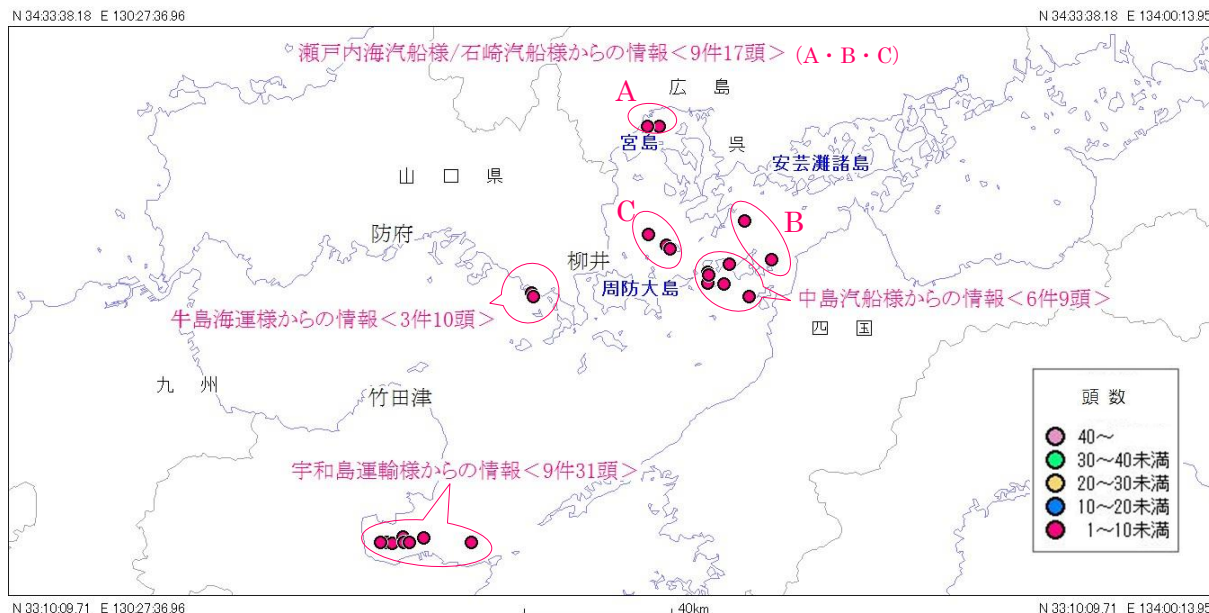 N 34:33:38.18 E 130:27:36.96
N 34:33:38.18 E 134:00:13.95
瀬戸内海汽船様/石崎汽船様からの情報<9件17頭> (A・B・C)
A
広 島
宮島
呉
安芸灘諸島
山 口 県
C
B
防府
柳井
周防大島
中島汽船様からの情報<6件9頭>
牛島海運様からの情報<3件10頭>
四 国
九 州
竹田津
宇和島運輸様からの情報<9件31頭>
頭 数
40~
30~40未満
20~30未満
10~20未満
1~10未満
N 33:10:09.71 E 130:27:36.96
40km
N 33:10:09.71 E 134:00:13.95